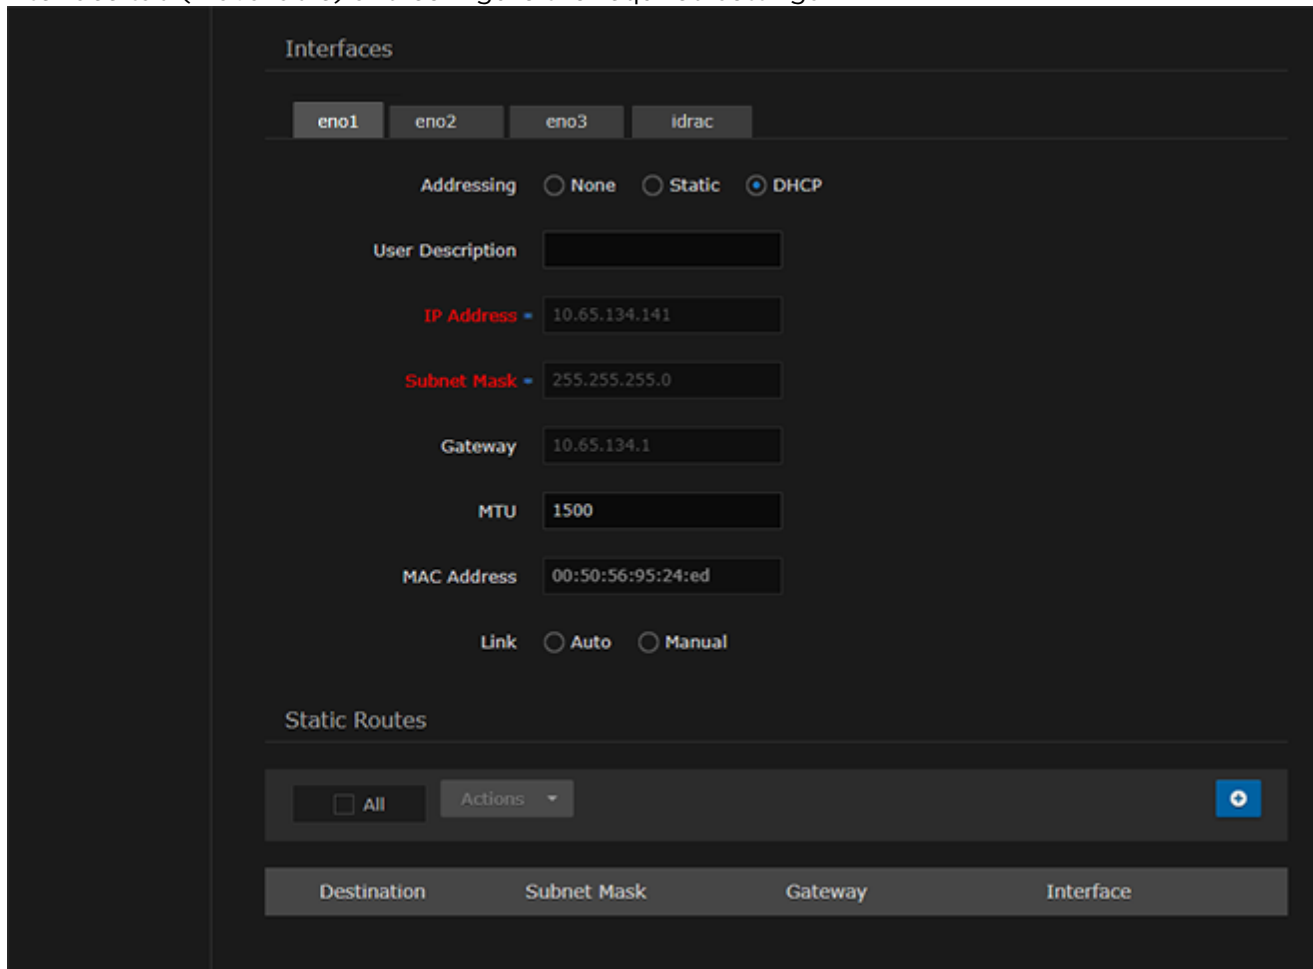 Interfaces
eno1 eno2 eno3 idrac
Addressing None Static DHCP
User Description
IP Address 10.65.134.141
Subnet Mask 255.255.255.0
Gateway 10.65.134.1
MTU 1500
MAC Address 00:50:56:95:24:ed
Link Auto Manual
Static Routes
All Actions
Destination Subnet Mask Gateway Interface